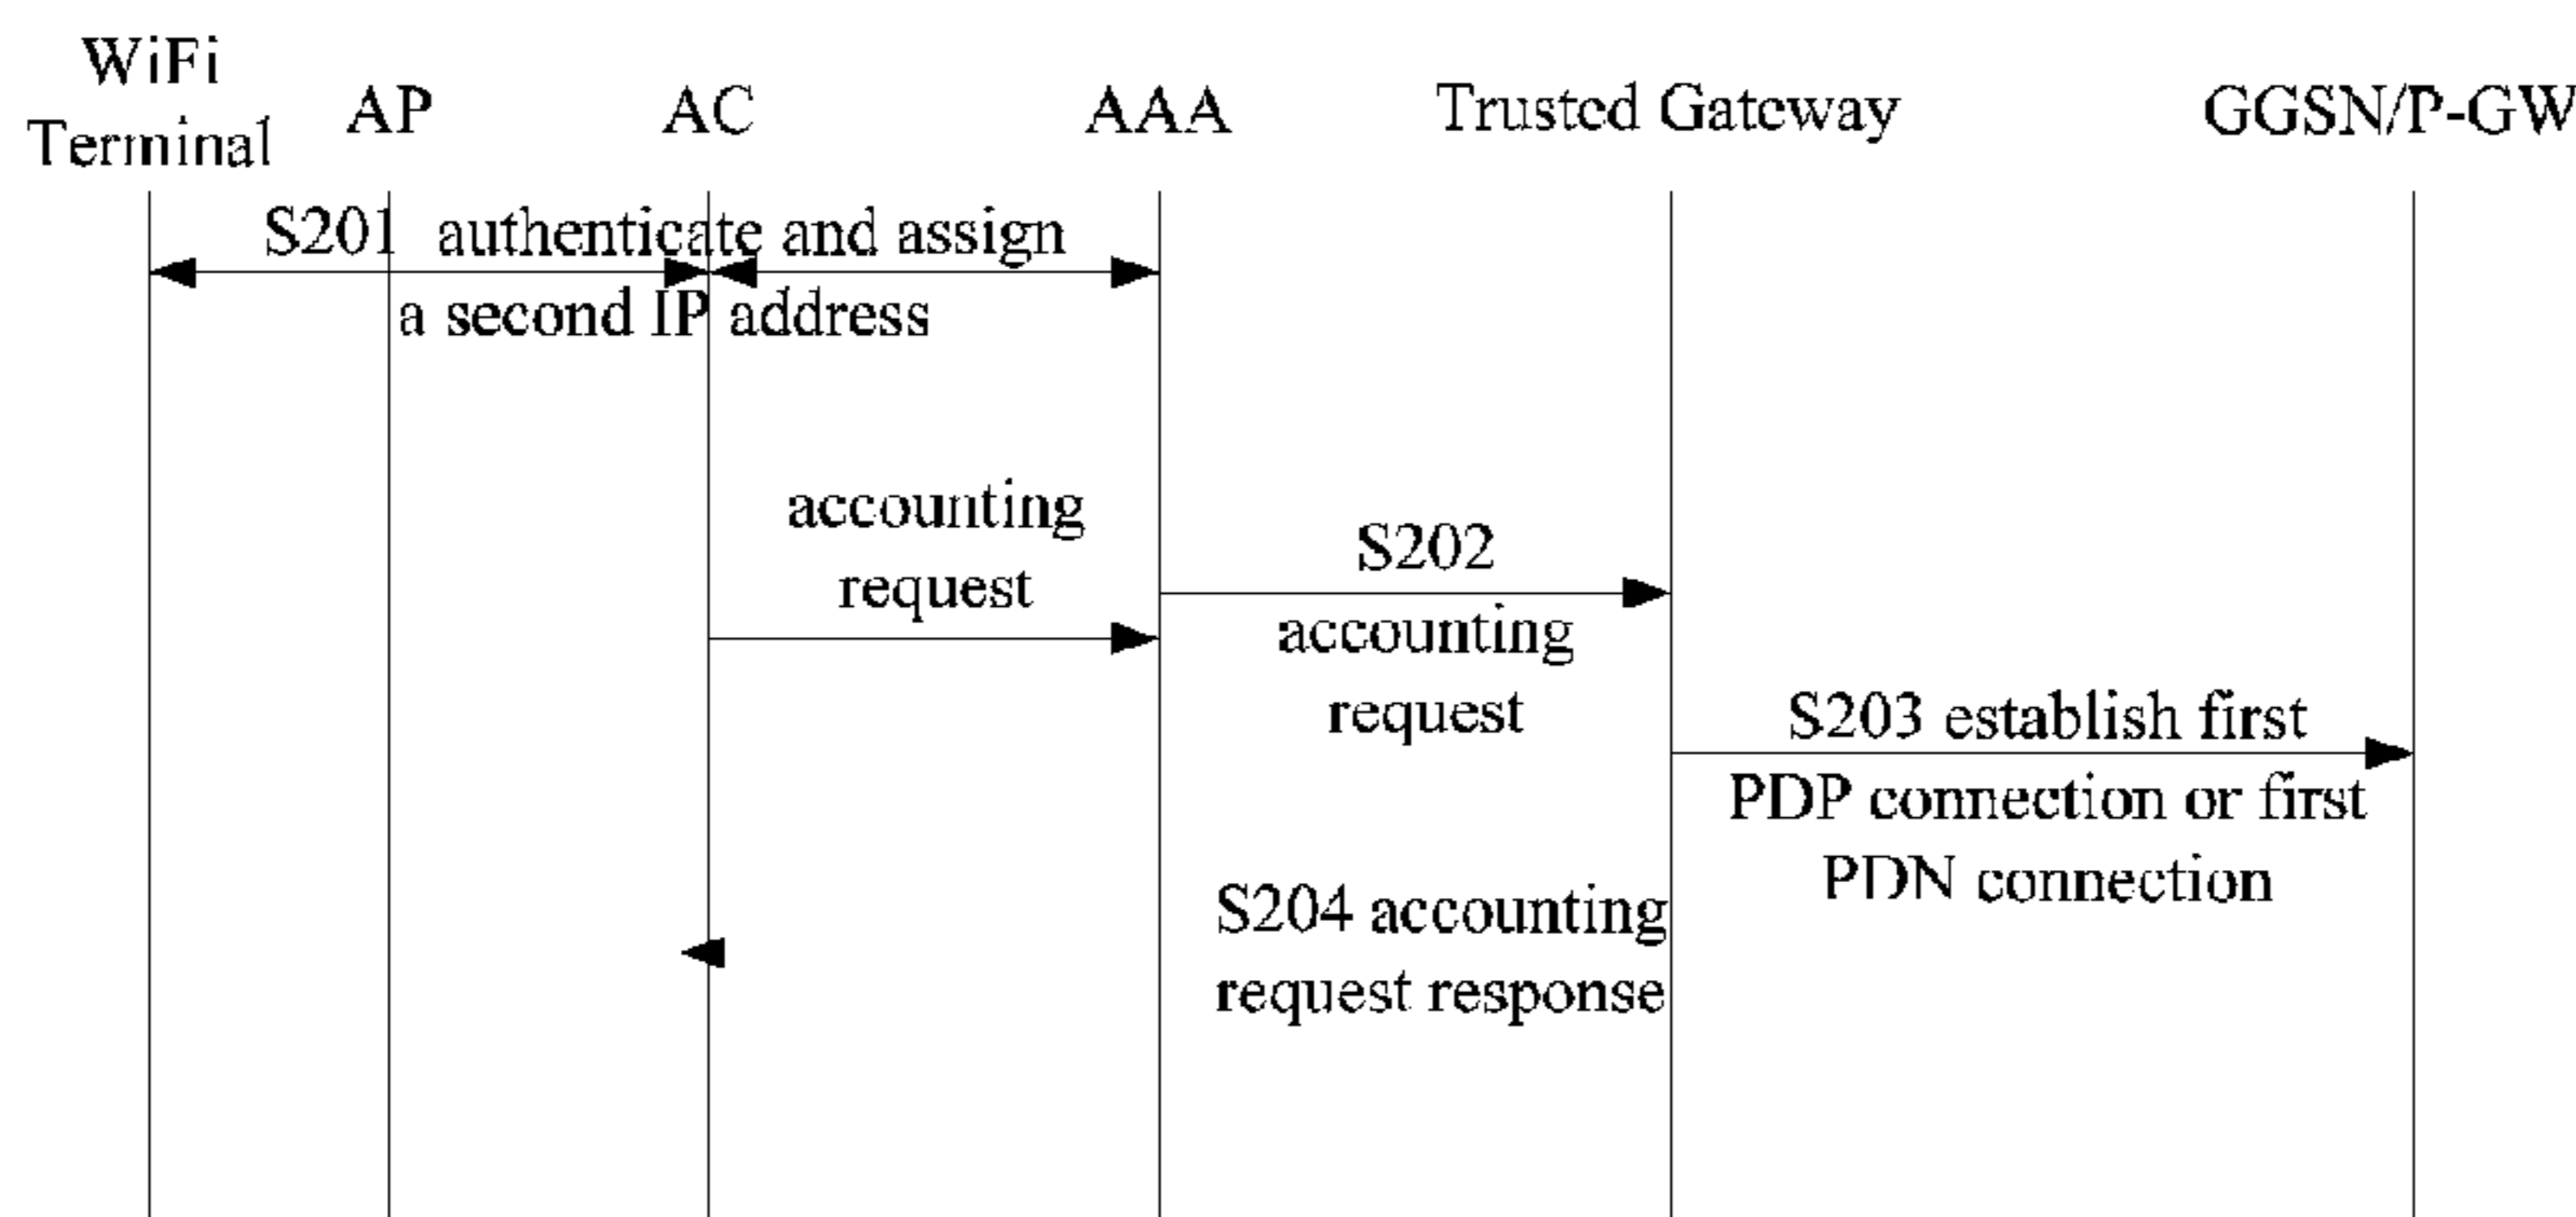 WiFi
Terminal
AP
AC
AAA
Trusted Gateway
GGSN/P-GW
S201 authenticate and assign
a second IP address
accounting
request
S202
accounting
request
S203 establish first
PDP connection or first
PDN connection
S204 accounting
request response